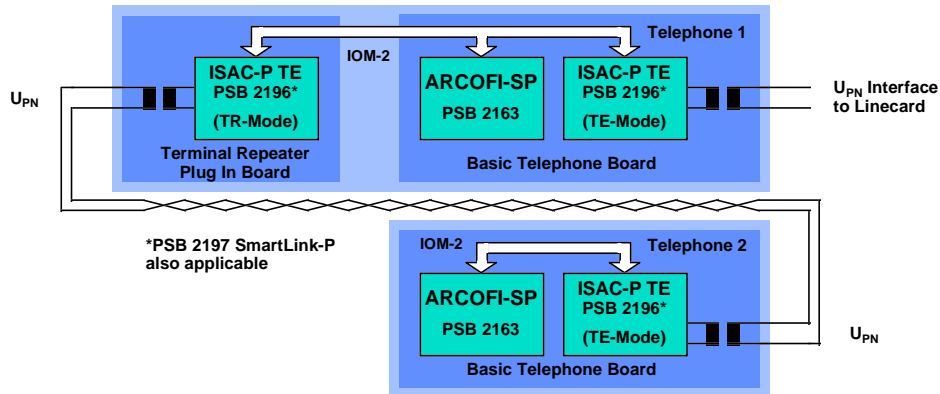 Telephone 1
IOM-2
ISAC-P TE
PSB 2196*
(TR-Mode)
ARCOFI-SP
PSB 2163
ISAC-P TE
PSB 2196*
(TE-Mode)
UPN
UPN Interface
to Linecard
Terminal Repeater
Plug In Board
Basic Telephone Board
*PSB 2197 SmartLink-P
also applicable
IOM-2
Telephone 2
ARCOFI-SP
PSB 2163
ISAC-P TE
PSB 2196*
(TE-Mode)
UPN
Basic Telephone Board